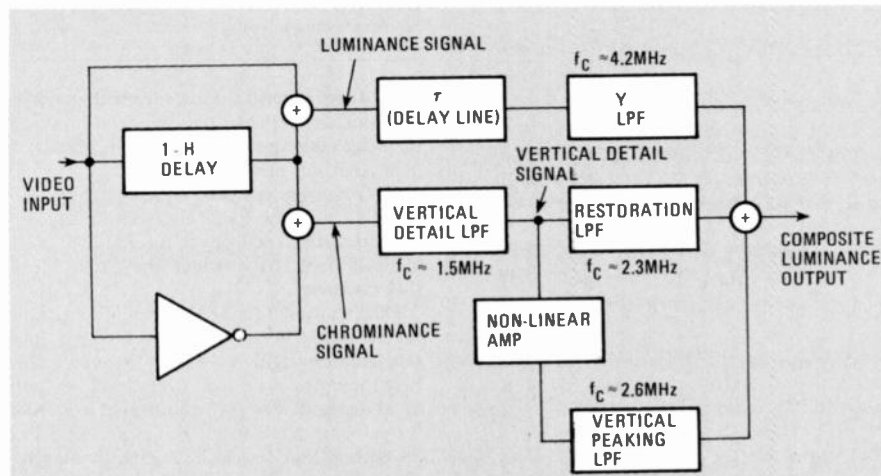 LUMINANCE SIGNAL
fC ≈4.2MHz
+
τ
(DELAY LINE)
Y
LPF
1-H
DELAY
VIDEO
INPUT
VERTICAL DETAIL
SIGNAL
+
VERTICAL
DETAIL LPF
RESTORATION
LPF
+
COMPOSITE
LUMINANCE
OUTPUT
fC ≈ 1.5MHz
fC ≈2.3MHz
CHROMINANCE
SIGNAL
NON-LINEAR
AMP
fC ≈2.6MHz
VERTICAL
PEAKING
LPF